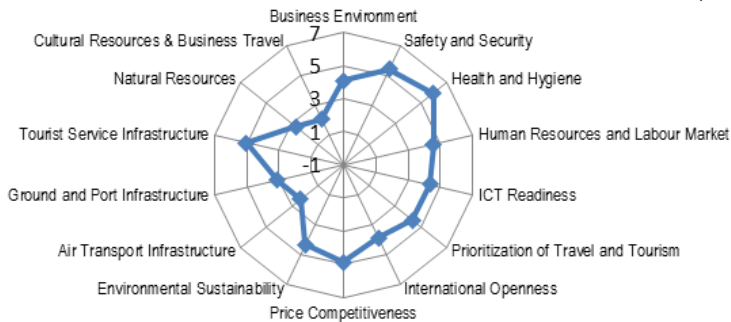 Business Environment
7
Cultural Resources & Business Travel
Safety and Security
5
Natural Resources
Health and Hygiene
3
Tourist Service Infrastructure
1
Human Resources and Labour Market
-1
Ground and Port Infrastructure
ICT Readiness
Air Transport Infrastructure
Prioritization of Travel and Tourism
Environmental Sustainability
International Openness
Price Competitiveness